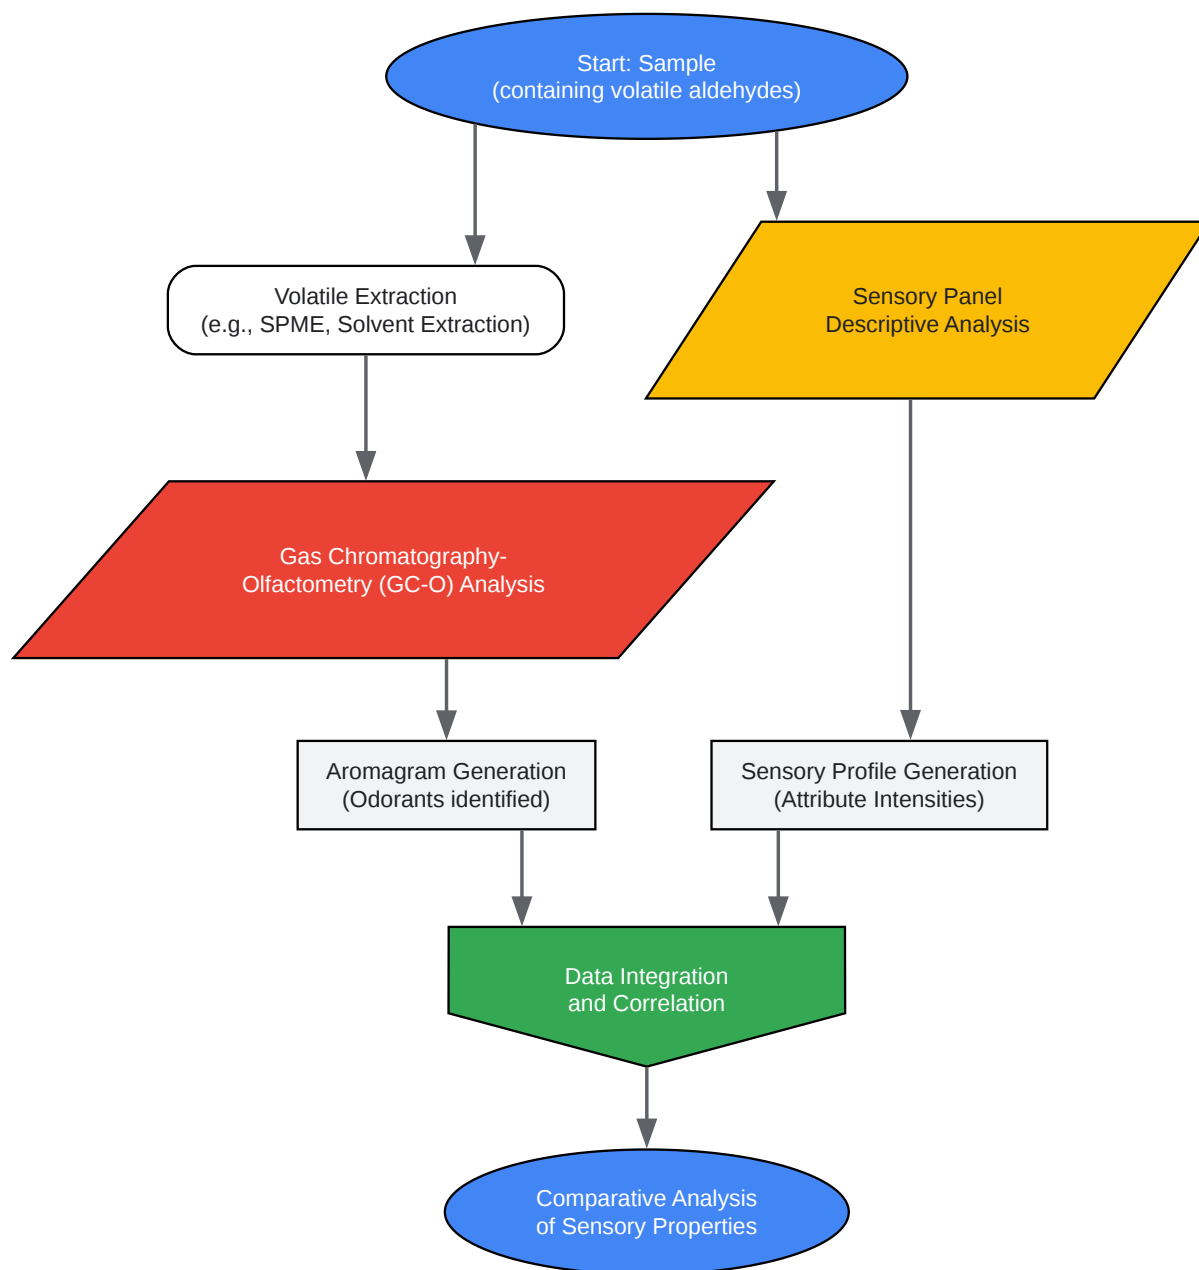 Start: Sample
(containing volatile aldehydes)
Volatile Extraction
(e.g., SPME, Solvent Extraction)
Sensory Panel
Descriptive Analysis
Gas Chromatography-
Olfactometry (GC-O) Analysis
Aromagram Generation
(Odorants identified)
Sensory Profile Generation
(Attribute Intensities)
Data Integration
and Correlation
Comparative Analysis
of Sensory Properties